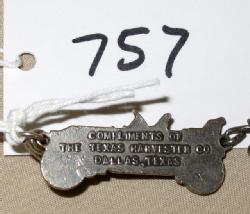 757
COMPLIMENTS OF
THE TEXAS HARVESTER CO
DALLAS, TEXAS